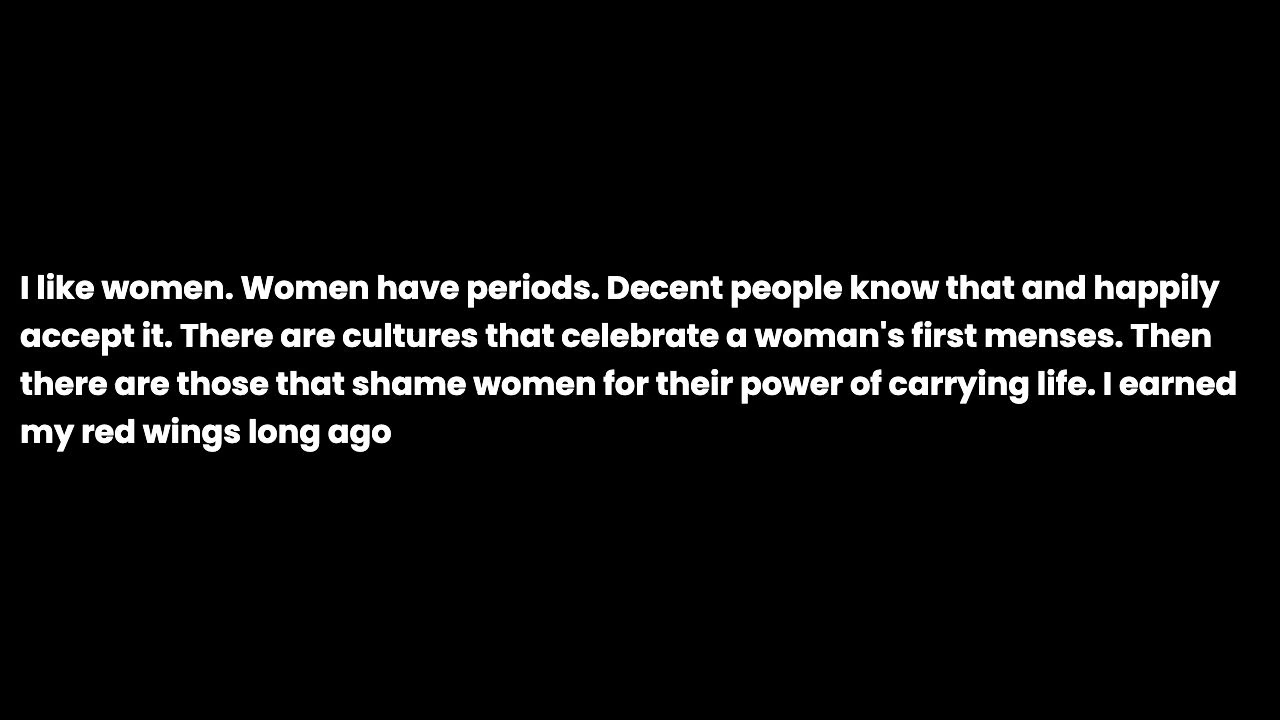 I like women. Women have periods. Decent people know that and happily
accept it. There are cultures that celebrate a woman's first menses. Then
there are those that shame women for their power of carrying life. I earned
my red wings long ago